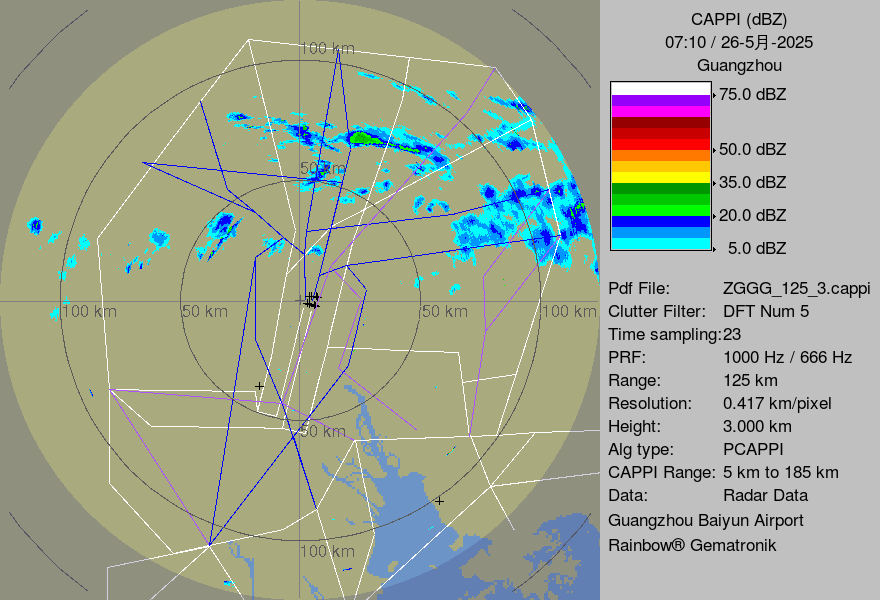 100 km
50 km
100 km
50 km
50 km
100 km
50 km
100 km
CAPPI (dBZ)
07:10 / 26-5月-2025
Guangzhou
75.0 dBZ
50.0 dBZ
35.0 dBZ
20.0 dBZ
5.0 dBZ
Pdf File: ZGGG_125_3.cappi
Clutter Filter: DFT Num 5
Time sampling:23
PRF: 1000 Hz / 666 Hz
Range: 125 km
Resolution: 0.417 km/pixel
Height: 3.000 km
Alg type: PCAPPI
CAPPI Range: 5 km to 185 km
Data: Radar Data
Guangzhou Baiyun Airport
Rainbow® Gematronik